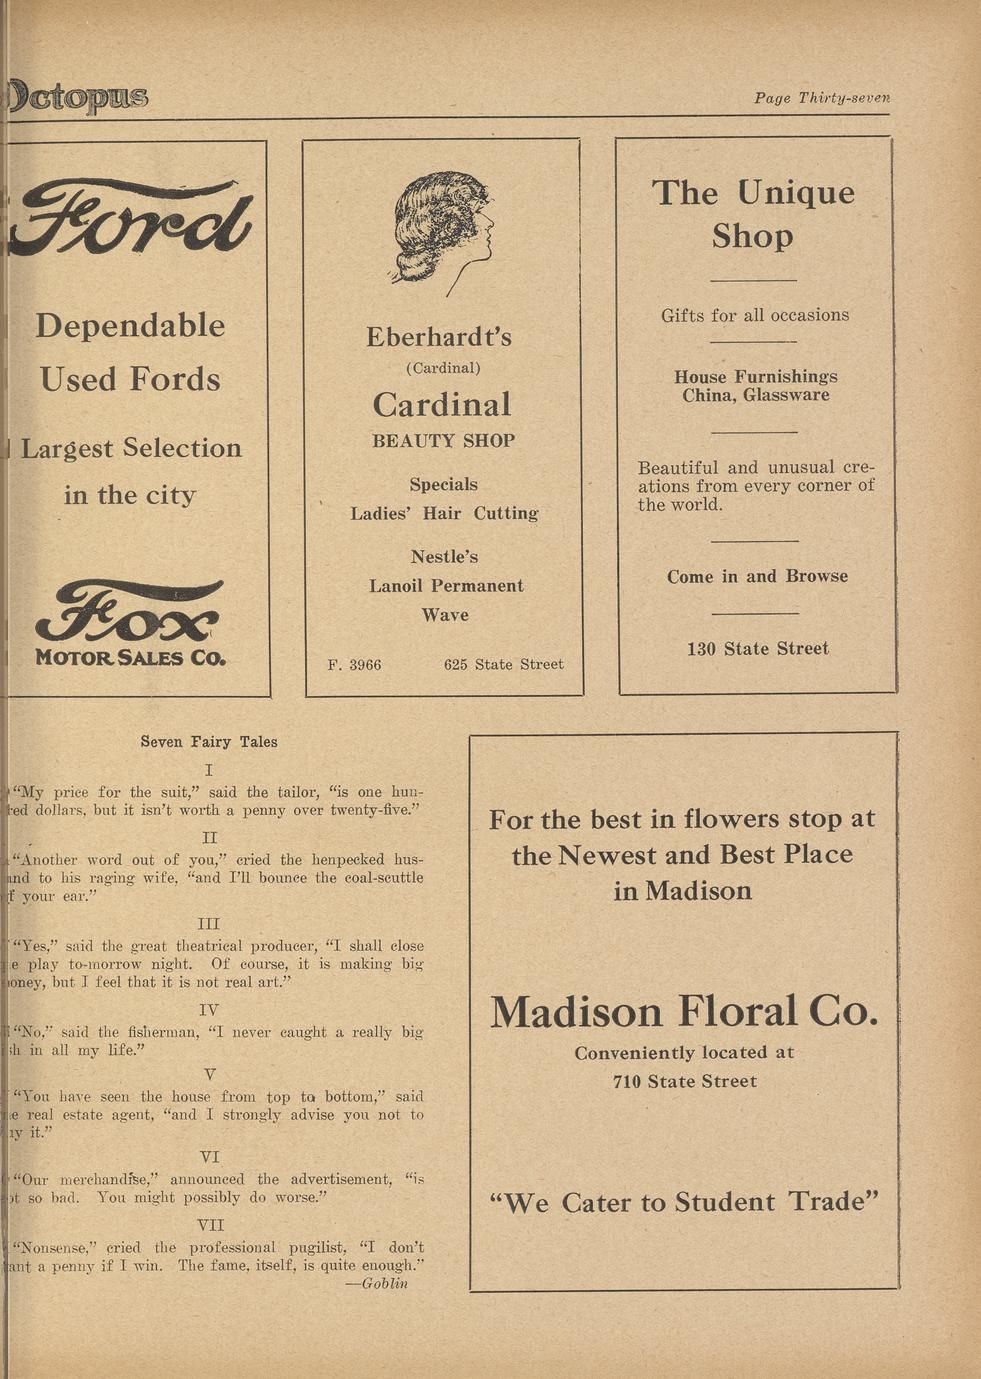 Octopus
Page Thirty-seven
Ford
Dependable
Used Fords
Largest Selection
in the city
Fox
MOTOR SALES CO.
Eberhardt's
(Cardinal)
Cardinal
BEAUTY SHOP
Specials
Ladies' Hair Cutting
Nestle's
Lanoil Permanent
Wave
F. 3966 625 State Street
The Unique
Shop
Gifts for all occasions
House Furnishings
China, Glassware
Beautiful and unusual cre-
ations from every corner of
the world.
Come in and Browse
130 State Street
Seven Fairy Tales
I
"My price for the suit," said the tailor, "is one hun-
red dollars, but it isn't worth a penny over twenty-five."
II
"Another word out of you," cried the henpecked hus-
and to his raging wife, "and I'll bounce the coal-scuttle
f your ear."
III
"Yes," said the great theatrical producer, "I shall close
e play to-morrow night. Of course, it is making big
oney, but I feel that it is not real art."
IV
"No," said the fisherman, "I never caught a really big
sh in all my life."
V
"You have seen the house from top to bottom," said
e real estate agent, "and I strongly advise you not to
uy it."
VI
"Our merchandise," announced the advertisement, "is
ot so bad. You might possibly do worse."
VII
"Nonsense," cried the professional pugilist, "I don't
ant a penny if I win. The fame, itself, is quite enough."
—Goblin
For the best in flowers stop at
the Newest and Best Place
in Madison
Madison Floral Co.
Conveniently located at
710 State Street
"We Cater to Student Trade"